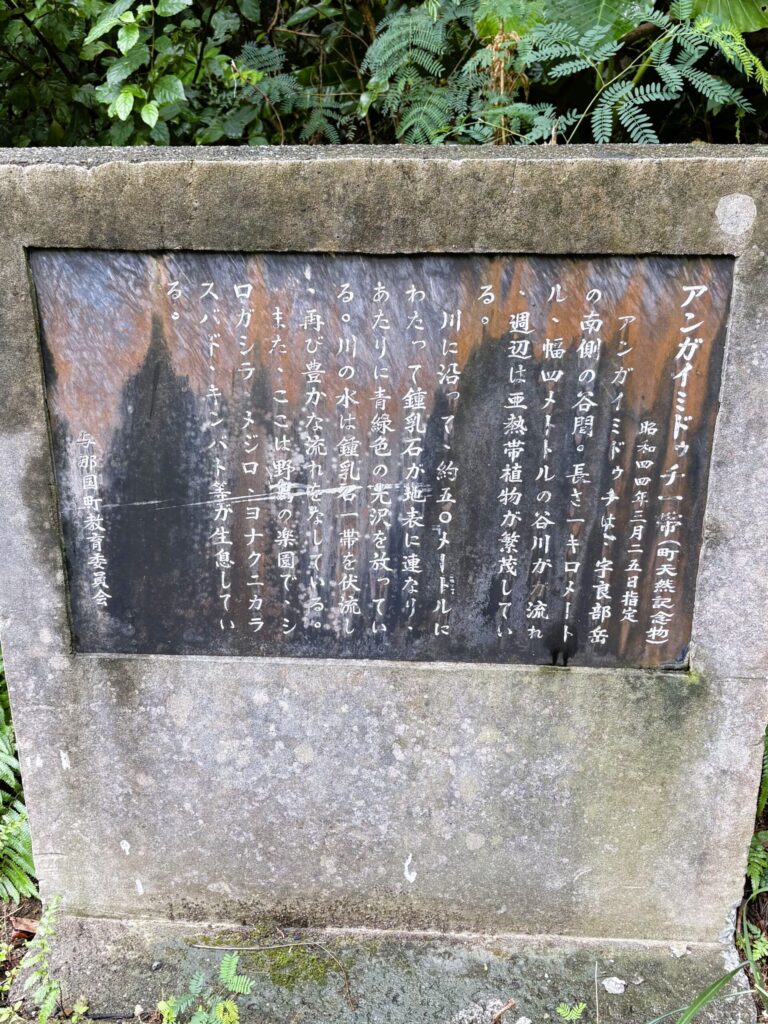 アンガイミドゥチ一帯(町天然記念物)
昭和四四年三月二五日指定
アンガイミドゥチは、宇良部岳
の南側の谷間。長さ一キロメート
ル、幅四メートルの谷川が流れ
、週辺は亜熱帯植物が繁茂してい
る。
川に沿って、約五〇メートルに
わたって鍾乳石が地表に連なり、
あたりに青緑色の光沢を放ってい
る。川の水は鍾乳石一帯を伏流し
、再び豊かな流れをなしている。
また、ここは野鳥の楽園で、シ
ロガシラ メジロ、ヨナクニカラ
スバド、キンバト等が生息してい
る。
与那国町教育委員会